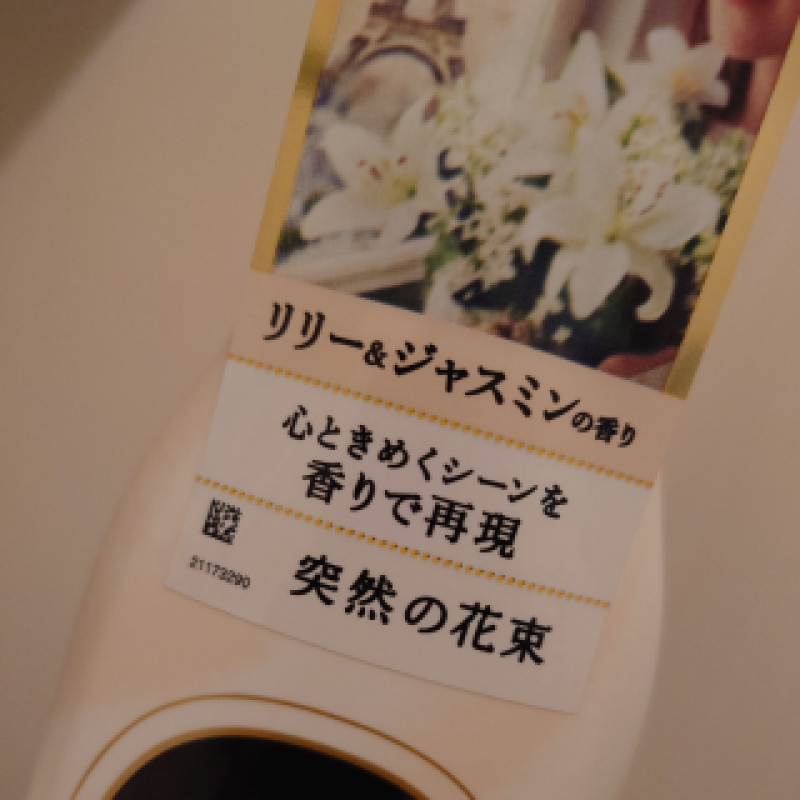 リリー&ジャスミンの香り
心ときめくシーンを
香りで再現
突然の花束
21173290